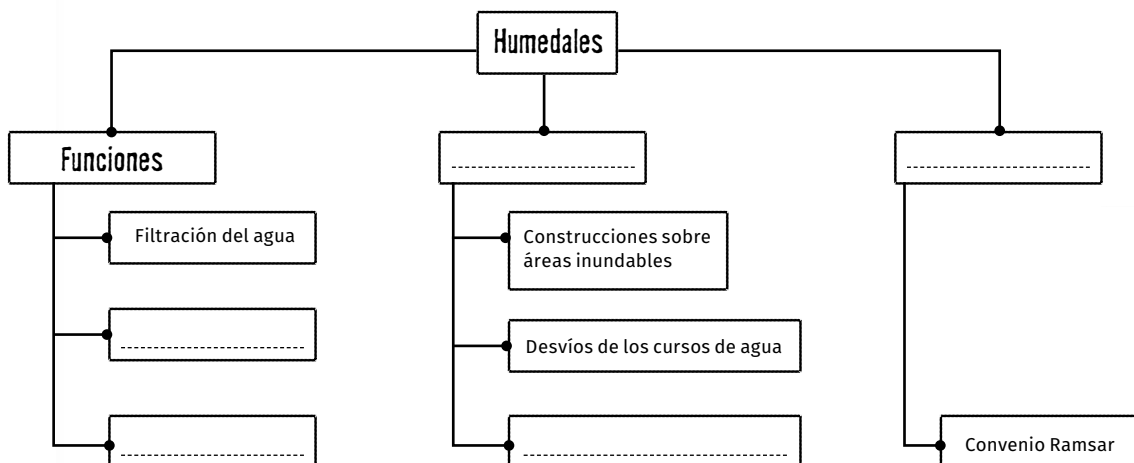 Humedales
Funciones
Filtración del agua
Construcciones sobre
áreas inundables
Desvíos de los cursos de agua
Convenio Ramsar